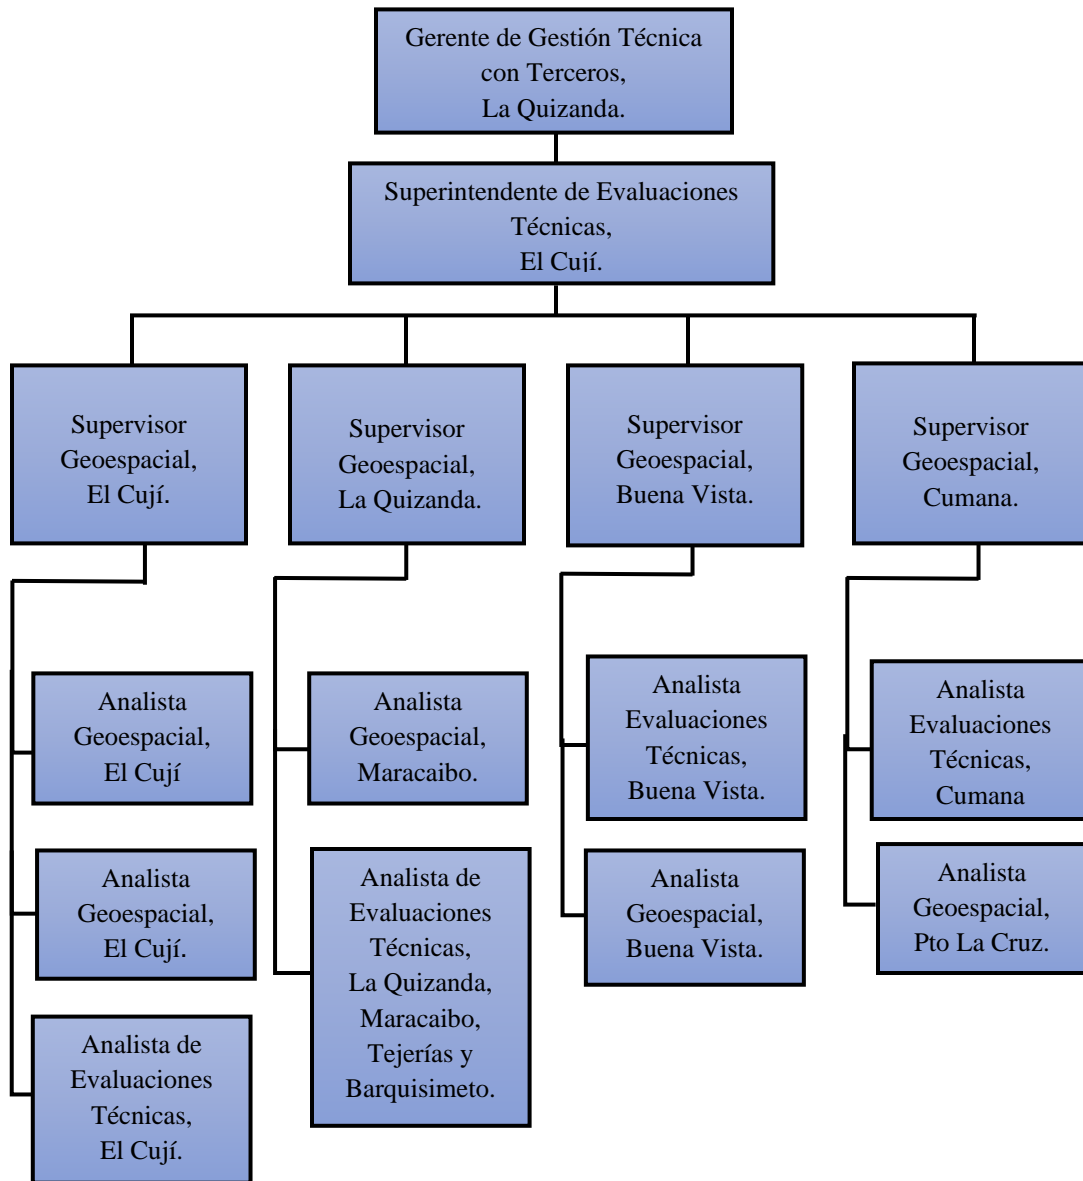 Gerente de Gestión Técnica
con Terceros,
La Quizanda.
Superintendente de Evaluaciones
Técnicas,
El Cují.
Supervisor
Geoespacial,
El Cují.
Supervisor
Geoespacial,
La Quizanda.
Supervisor
Geoespacial,
Buena Vista.
Supervisor
Geoespacial,
Cumana.
Analista
Geoespacial,
El Cují
Analista
Geoespacial,
El Cují.
Analista de
Evaluaciones
Técnicas,
El Cují.
Analista
Geoespacial,
Maracaibo.
Analista de
Evaluaciones
Técnicas,
La Quizanda,
Maracaibo,
Tejerías y
Barquisimeto.
Analista
Evaluaciones
Técnicas,
Buena Vista.
Analista
Geoespacial,
Buena Vista.
Analista
Evaluaciones
Técnicas,
Cumana
Analista
Geoespacial,
Pto La Cruz.